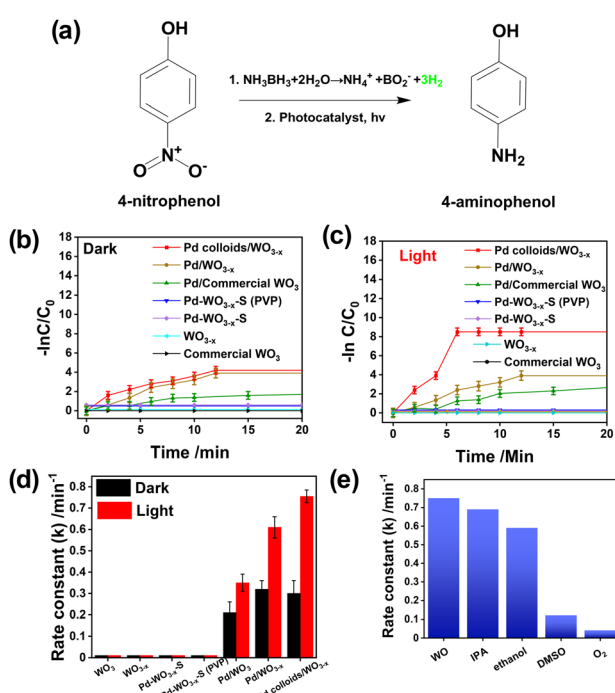 (a)
OH
OH
1. NH₃BH₃+2H₂O→NH₄⁺+BO₂⁻+3H₂
2. Photocatalyst, hv
N⁺
O
O⁻
NH₂
4-nitrophenol
4-aminophenol
(b)
Dark
Pd colloids/WO₃₋ₓ
Pd/WO₃₋ₓ
Pd/Commercial WO₃
Pd-WO₃₋ₓ-S (PVP)
Pd-WO₃₋ₓ-S
WO₃₋ₓ
Commercial WO₃
-lnC/C₀
18
16
14
12
10
8
6
4
2
0
0
5
10
15
20
Time /min
(c)
Light
Pd colloids/WO₃₋ₓ
Pd/WO₃₋ₓ
Pd/Commercial WO₃
Pd-WO₃₋ₓ-S (PVP)
Pd-WO₃₋ₓ-S
WO₃₋ₓ
Commercial WO₃
-ln C/C₀
18
16
14
12
10
8
6
4
2
0
0
5
10
15
20
Time /Min
(d)
Dark
Light
Rate constant (k) /min⁻¹
0.8
0.7
0.6
0.5
0.4
0.3
0.2
0.1
0
WO₃
WO₃₋ₓ
Pd-WO₃₋ₓ-S
Pd-WO₃₋ₓ-S (PVP)
Pd/WO₃
Pd/WO₃₋ₓ
Pd colloids/WO₃₋ₓ
(e)
Rate constant (k) /min⁻¹
0.8
0.7
0.6
0.5
0.4
0.3
0.2
0.1
0
WO
IPA
ethanol
DMSO
O₂